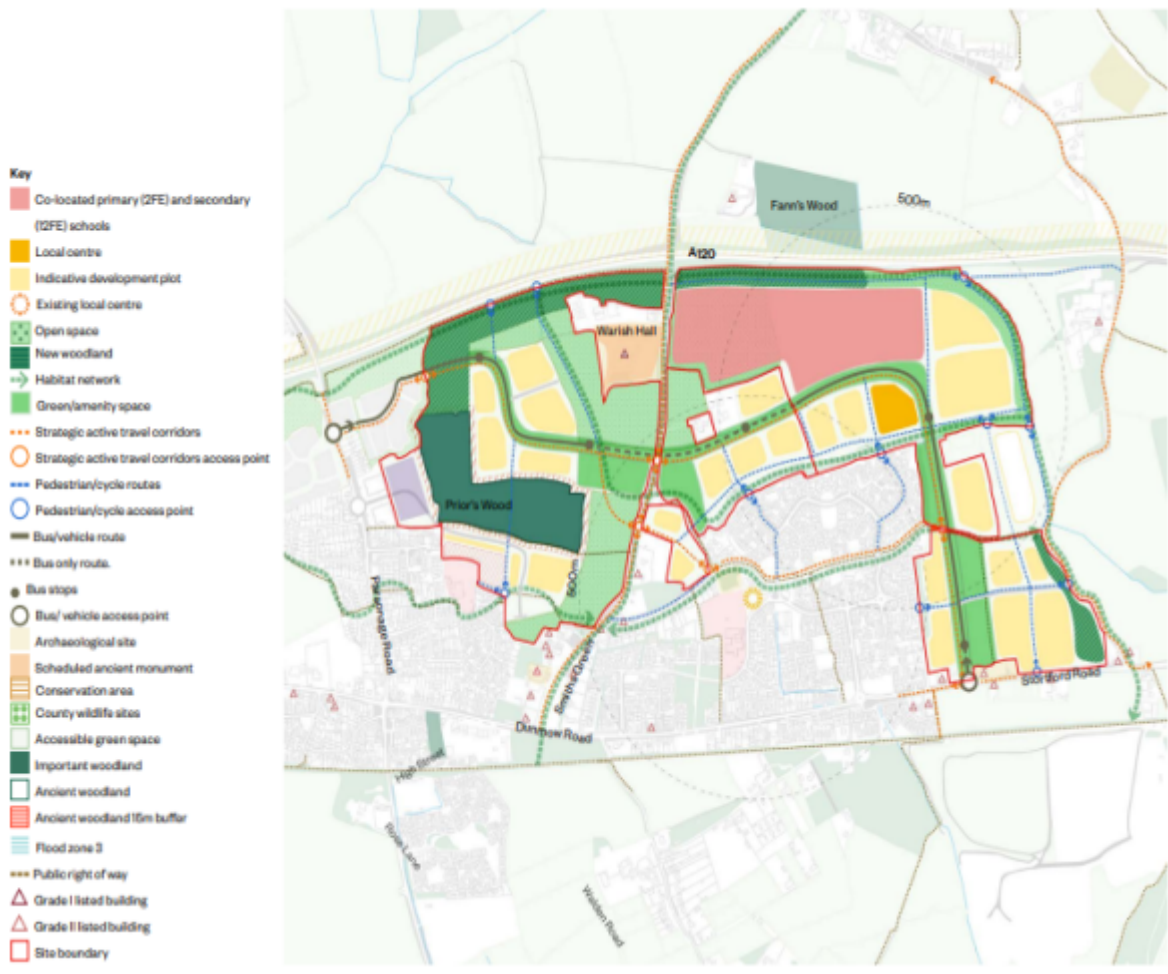 Key
Co-located primary (2FE) and secondary
(12FE) schools
Local centre
Indicative development plot
Existing local centre
Open space
New woodland
Habitat network
Green/amenity space
Strategic active travel corridors
Strategic active travel corridors access point
Pedestrian/cycle routes
Pedestrian/cycle access point
Bus/vehicle route
Bus only route.
Bus stops
Bus/ vehicle access point
Archaeological site
Scheduled ancient monument
Conservation area
County wildlife sites
Accessible green space
Important woodland
Ancient woodland
Ancient woodland 15m buffer
Flood zone 3
Public right of way
Grade I listed building
Grade II listed building
Site boundary
Fann's Wood
500m
A120
Warish Hall
Prior's Wood
500m
Parsonage Road
Smiths Green
Stortford Road
Dunmow Road
High Street
Rose Lane
Walden Road